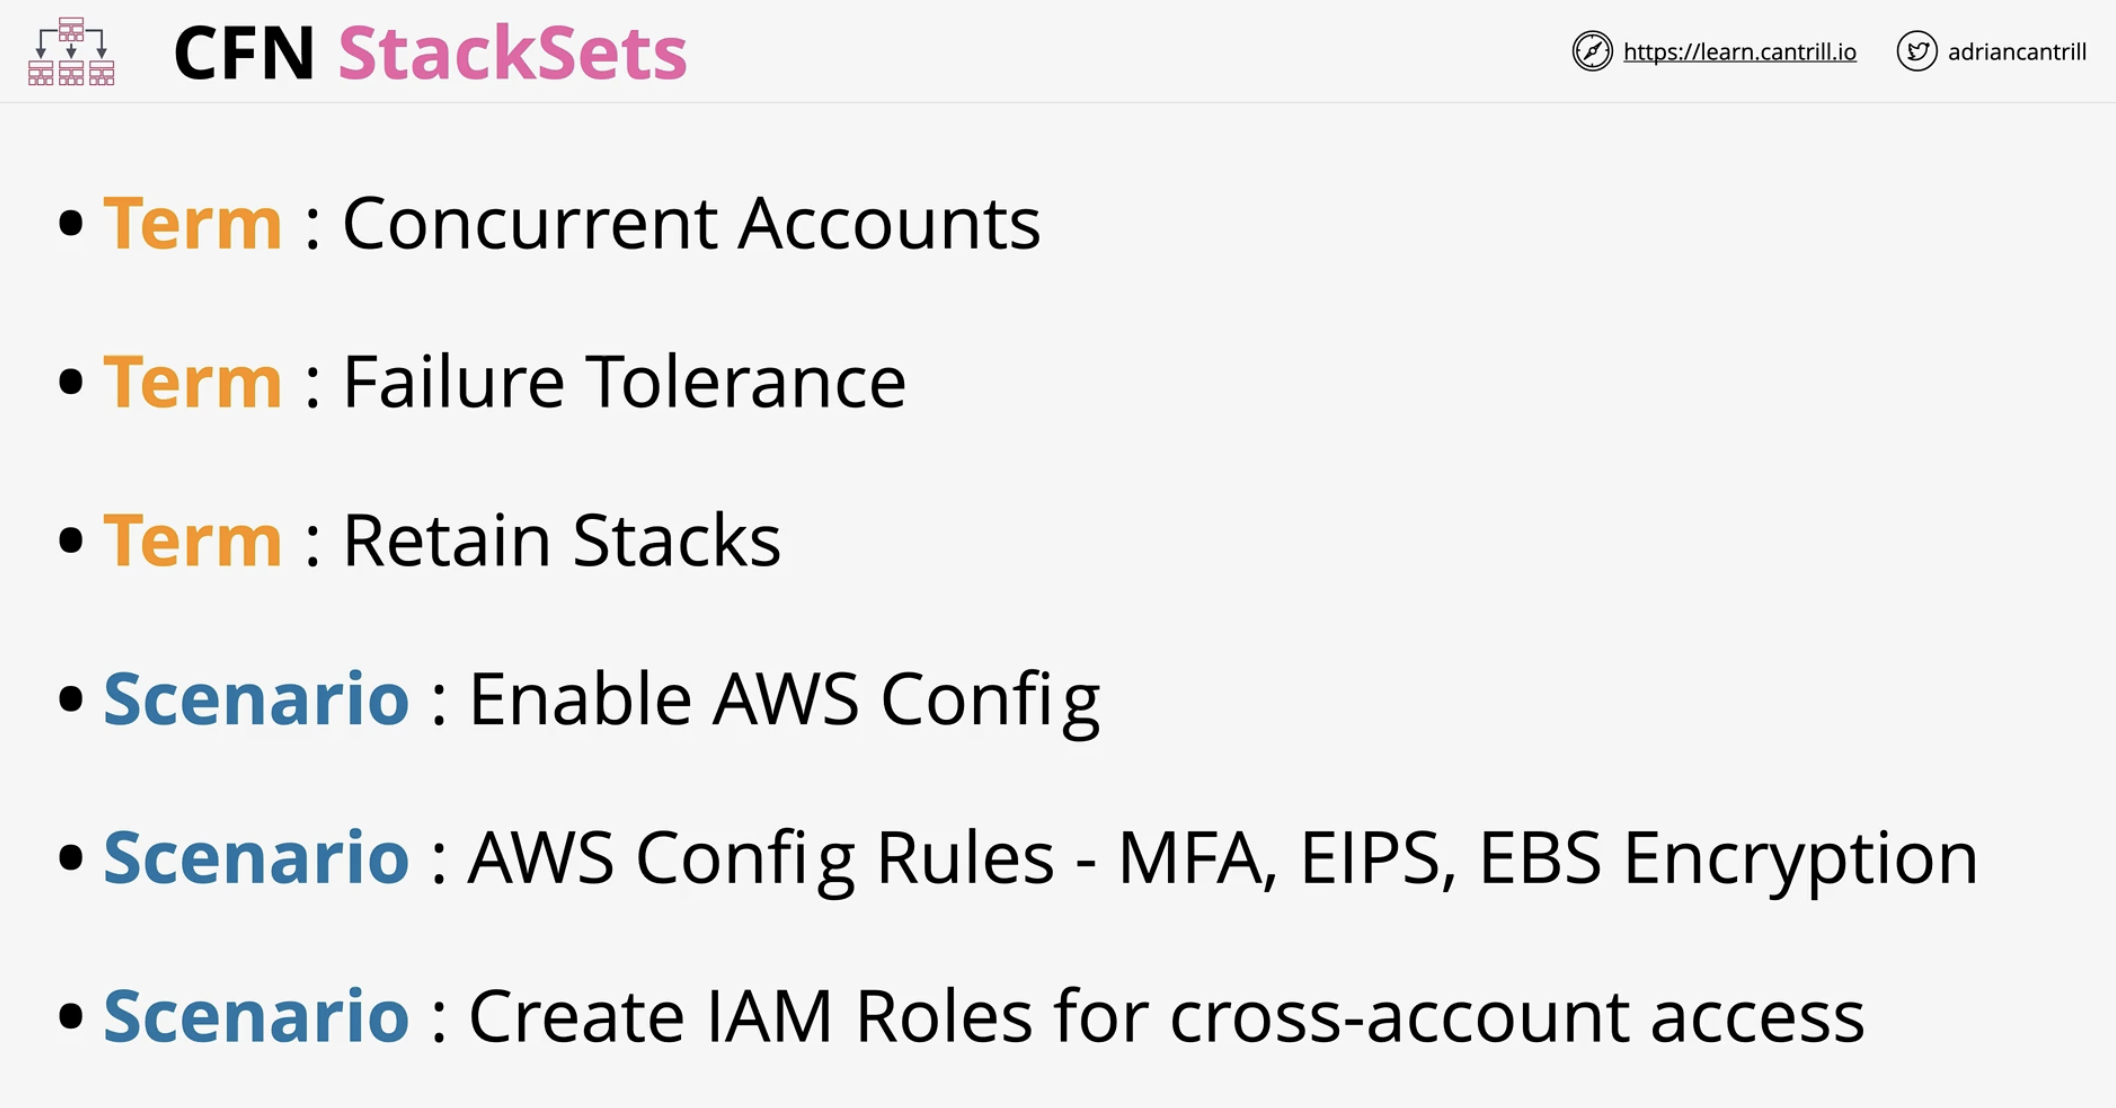 CFN StackSets
https://learn.cantrill.io
adriancantrill
• Term : Concurrent Accounts
• Term : Failure Tolerance
• Term : Retain Stacks
• Scenario : Enable AWS Config
• Scenario : AWS Config Rules - MFA, EIPS, EBS Encryption
• Scenario : Create IAM Roles for cross-account access